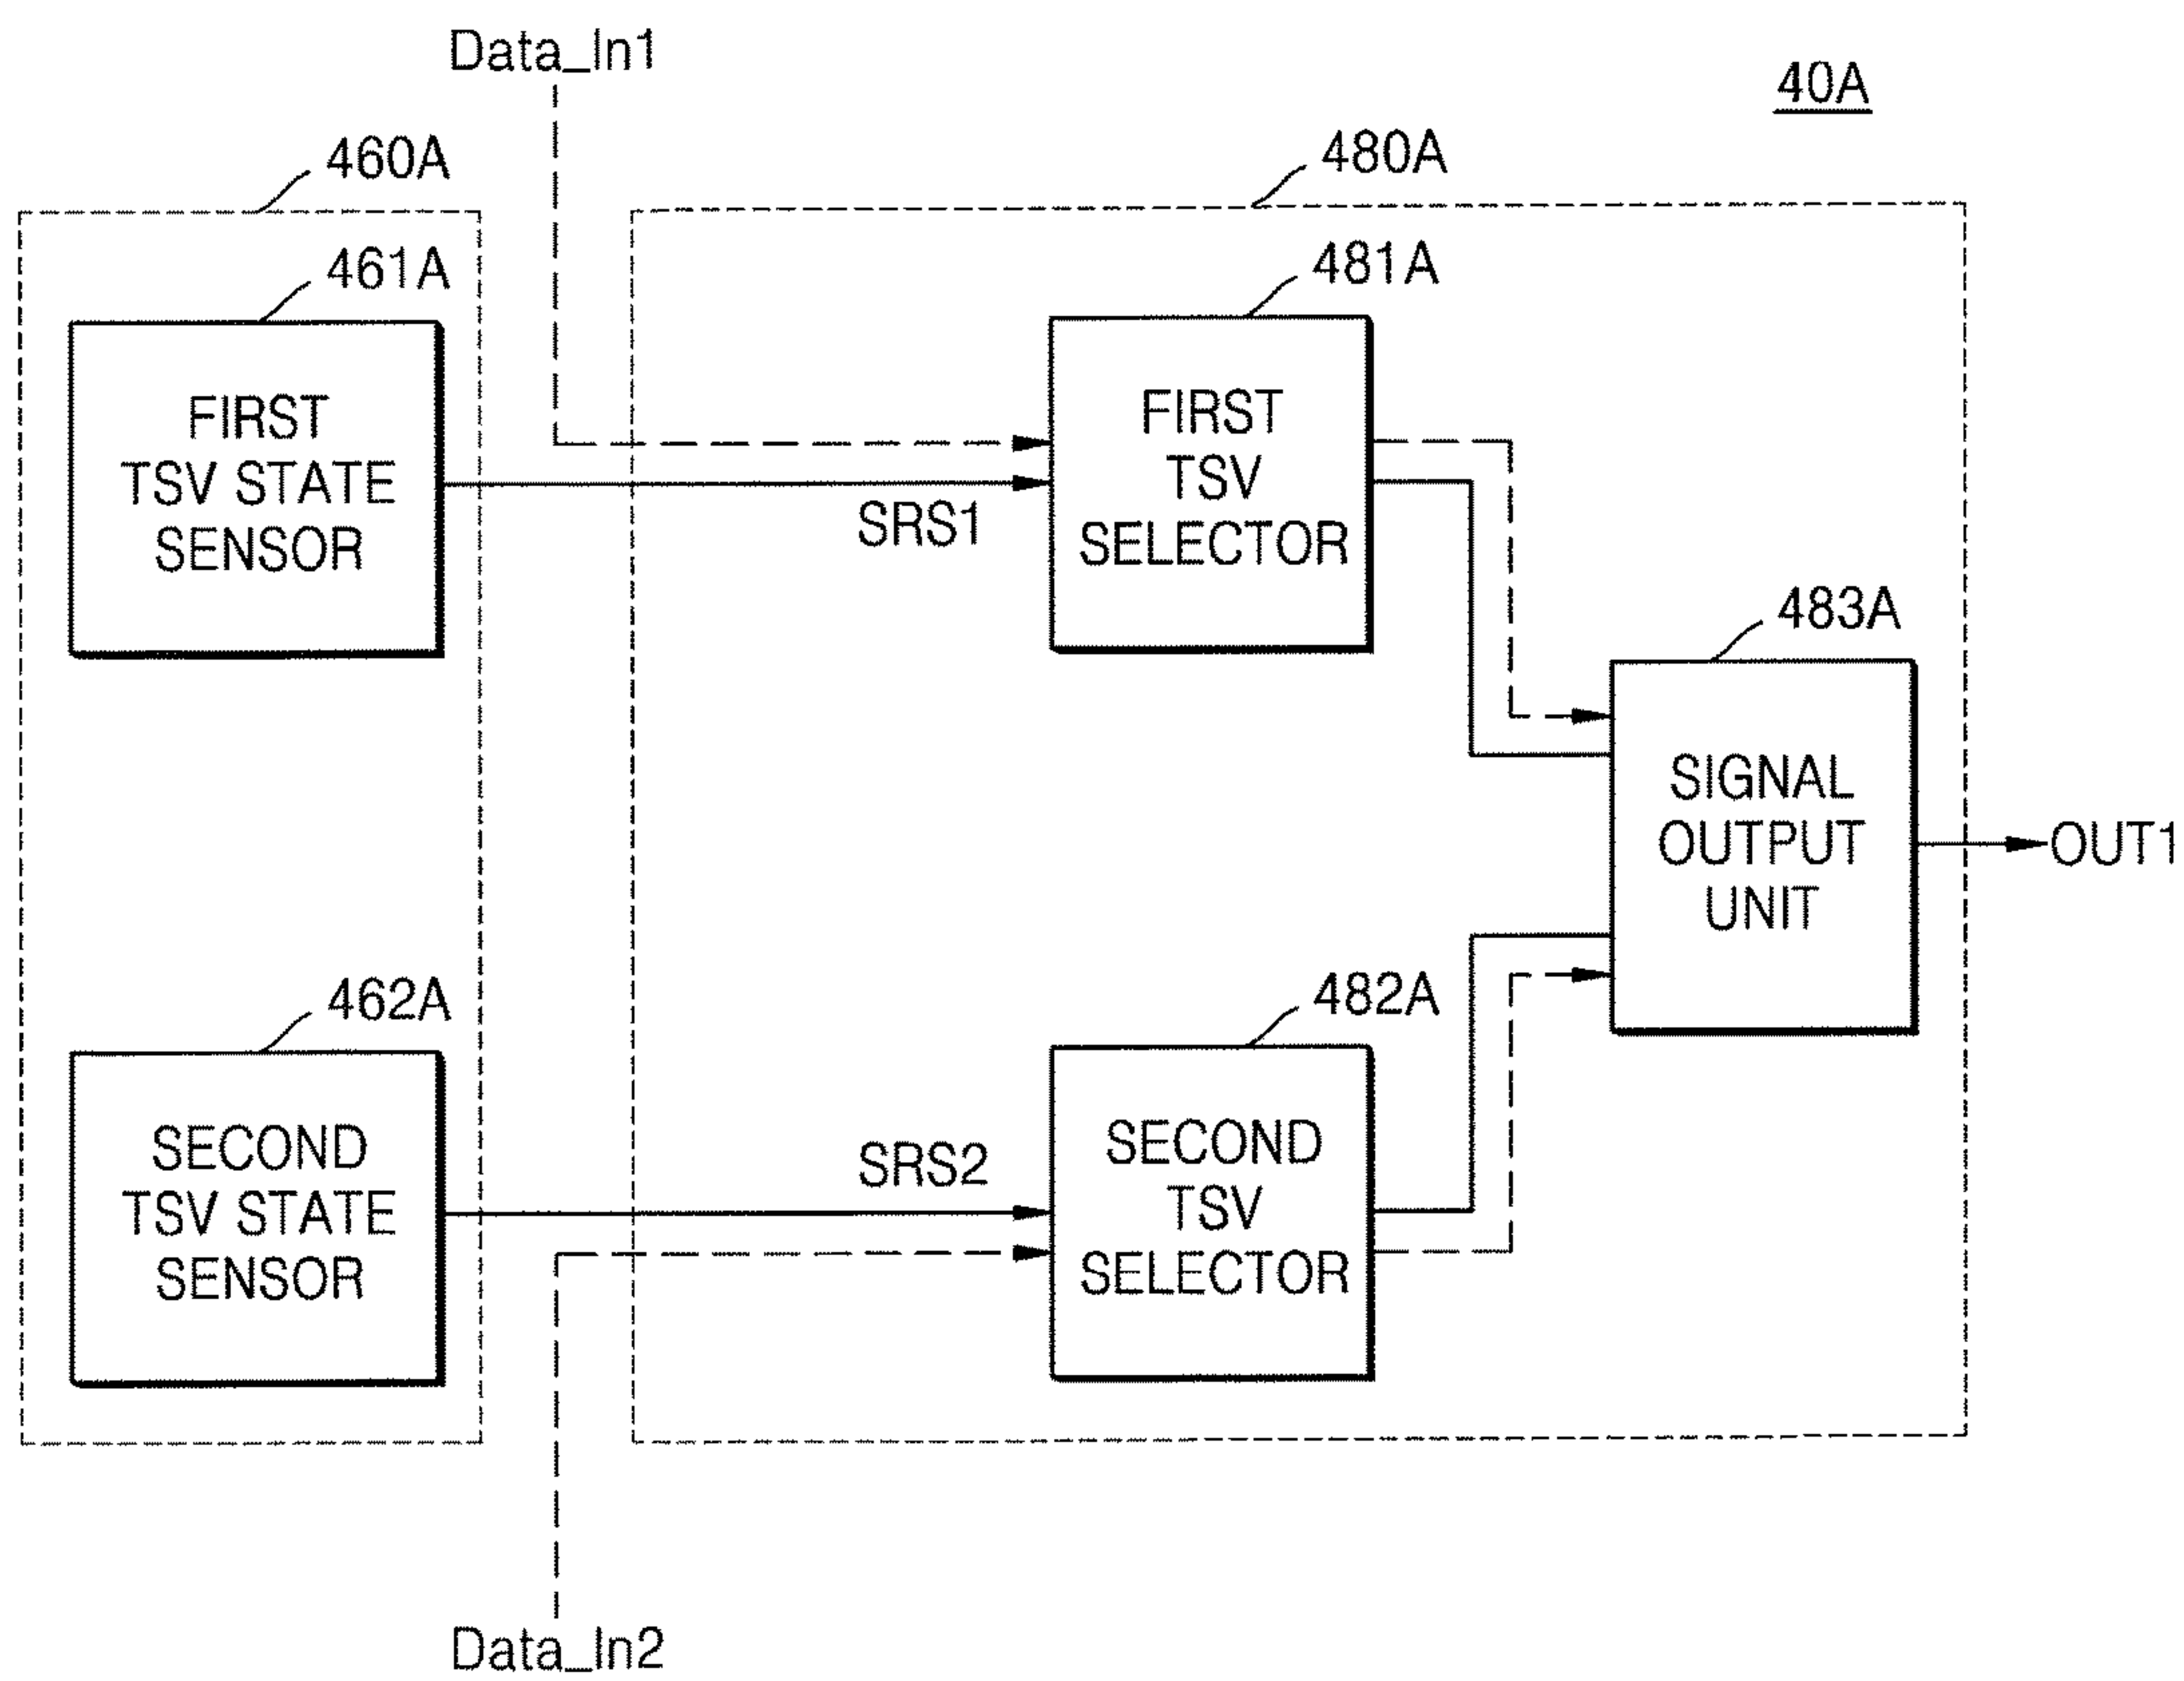 Data_In1
40A
460A
480A
461A
481A
FIRST
TSV STATE
SENSOR
FIRST
TSV
SELECTOR
SRS1
483A
SIGNAL
OUTPUT
UNIT
OUT1
462A
482A
SECOND
TSV STATE
SENSOR
SRS2
SECOND
TSV
SELECTOR
Data_In2